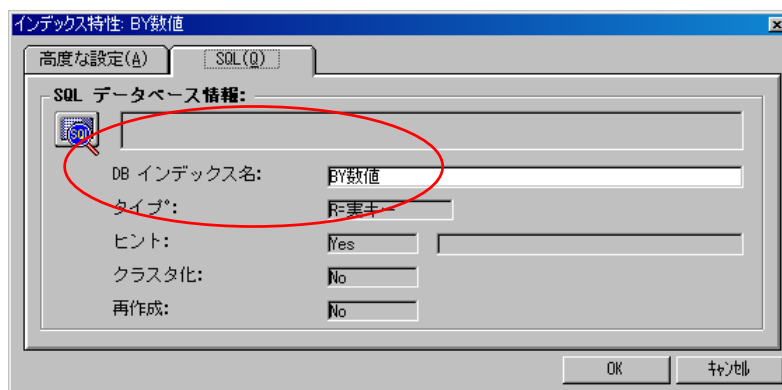 インデックス特性: BY数値
高度な設定(A) SQL(Q)
SQL データベース情報:
SQL
DB インデックス名: BY数値
タイプ: R=実キー
ヒント: Yes
クラスタ化: No
再作成: No
OK キャンセル